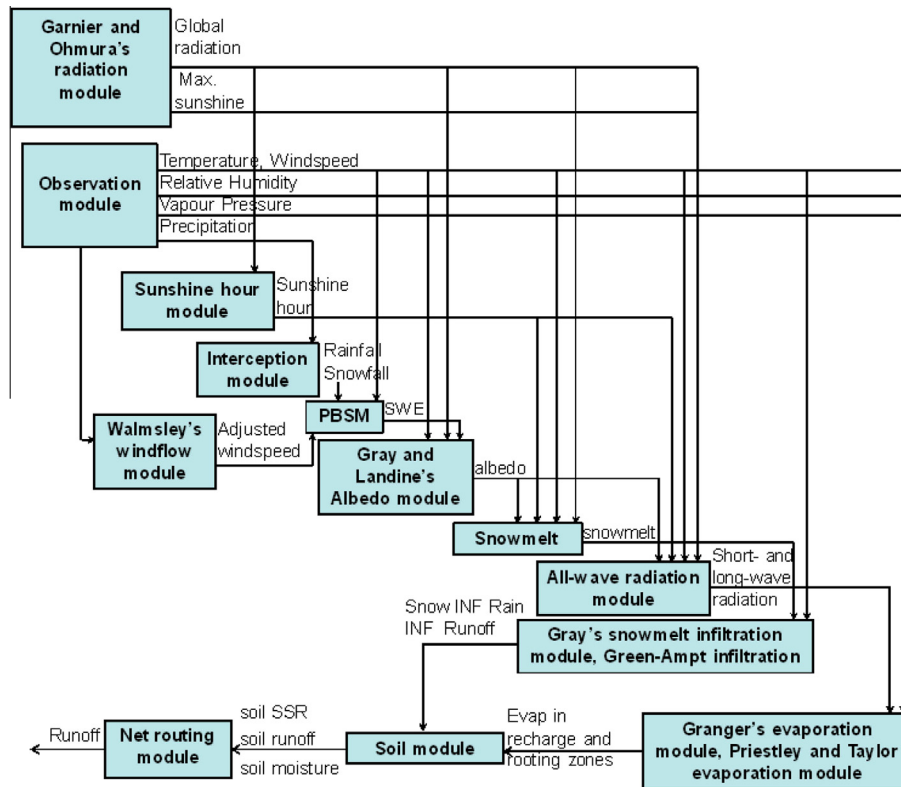 Garnier and
Ohmura's
radiation
module
Global
radiation
Max.
sunshine
Observation
module
Temperature, Windspeed
Relative Humidity
Vapour Pressure
Precipitation
Sunshine hour
module
Sunshine
hour
Interception
module
Rainfall
Snowfall
PBSM
SWE
Walmsley's
windflow
module
Adjusted
windspeed
Gray and
Landine's
Albedo module
albedo
Snowmelt
snowmelt
All-wave radiation
module
Short- and
long-wave
radiation
Snow INF Rain
INF Runoff
Gray's snowmelt infiltration
module, Green-Ampt infiltration
Runoff
Net routing
module
soil SSR
soil runoff
soil moisture
Soil module
Evap in
recharge and
rooting zones
Granger's evaporation
module, Priestley and Taylor
evaporation module